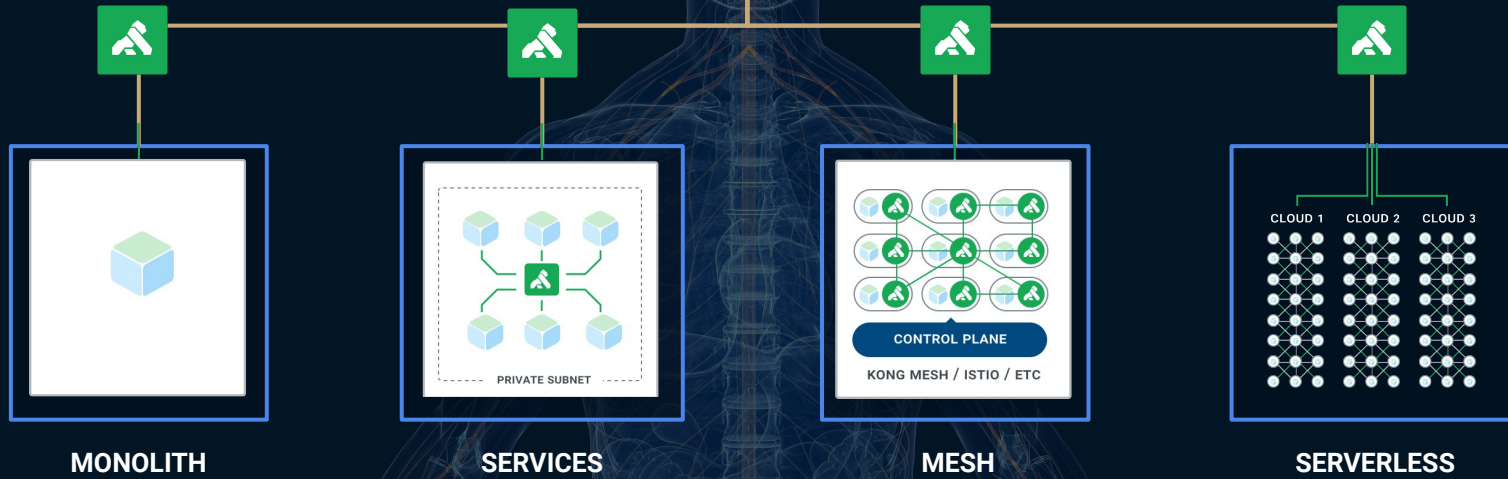 PRIVATE SUBNET
CONTROL PLANE
KONG MESH / ISTIO / ETC
CLOUD 1 CLOUD 2 CLOUD 3
MONOLITH
SERVICES
MESH
SERVERLESS